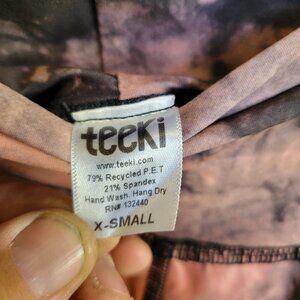 teeki
www.teeki.com
79% Recycled P.E.T
21% Spandex
Hand Wash. Hang Dry
RN# 132440
X-SMALL